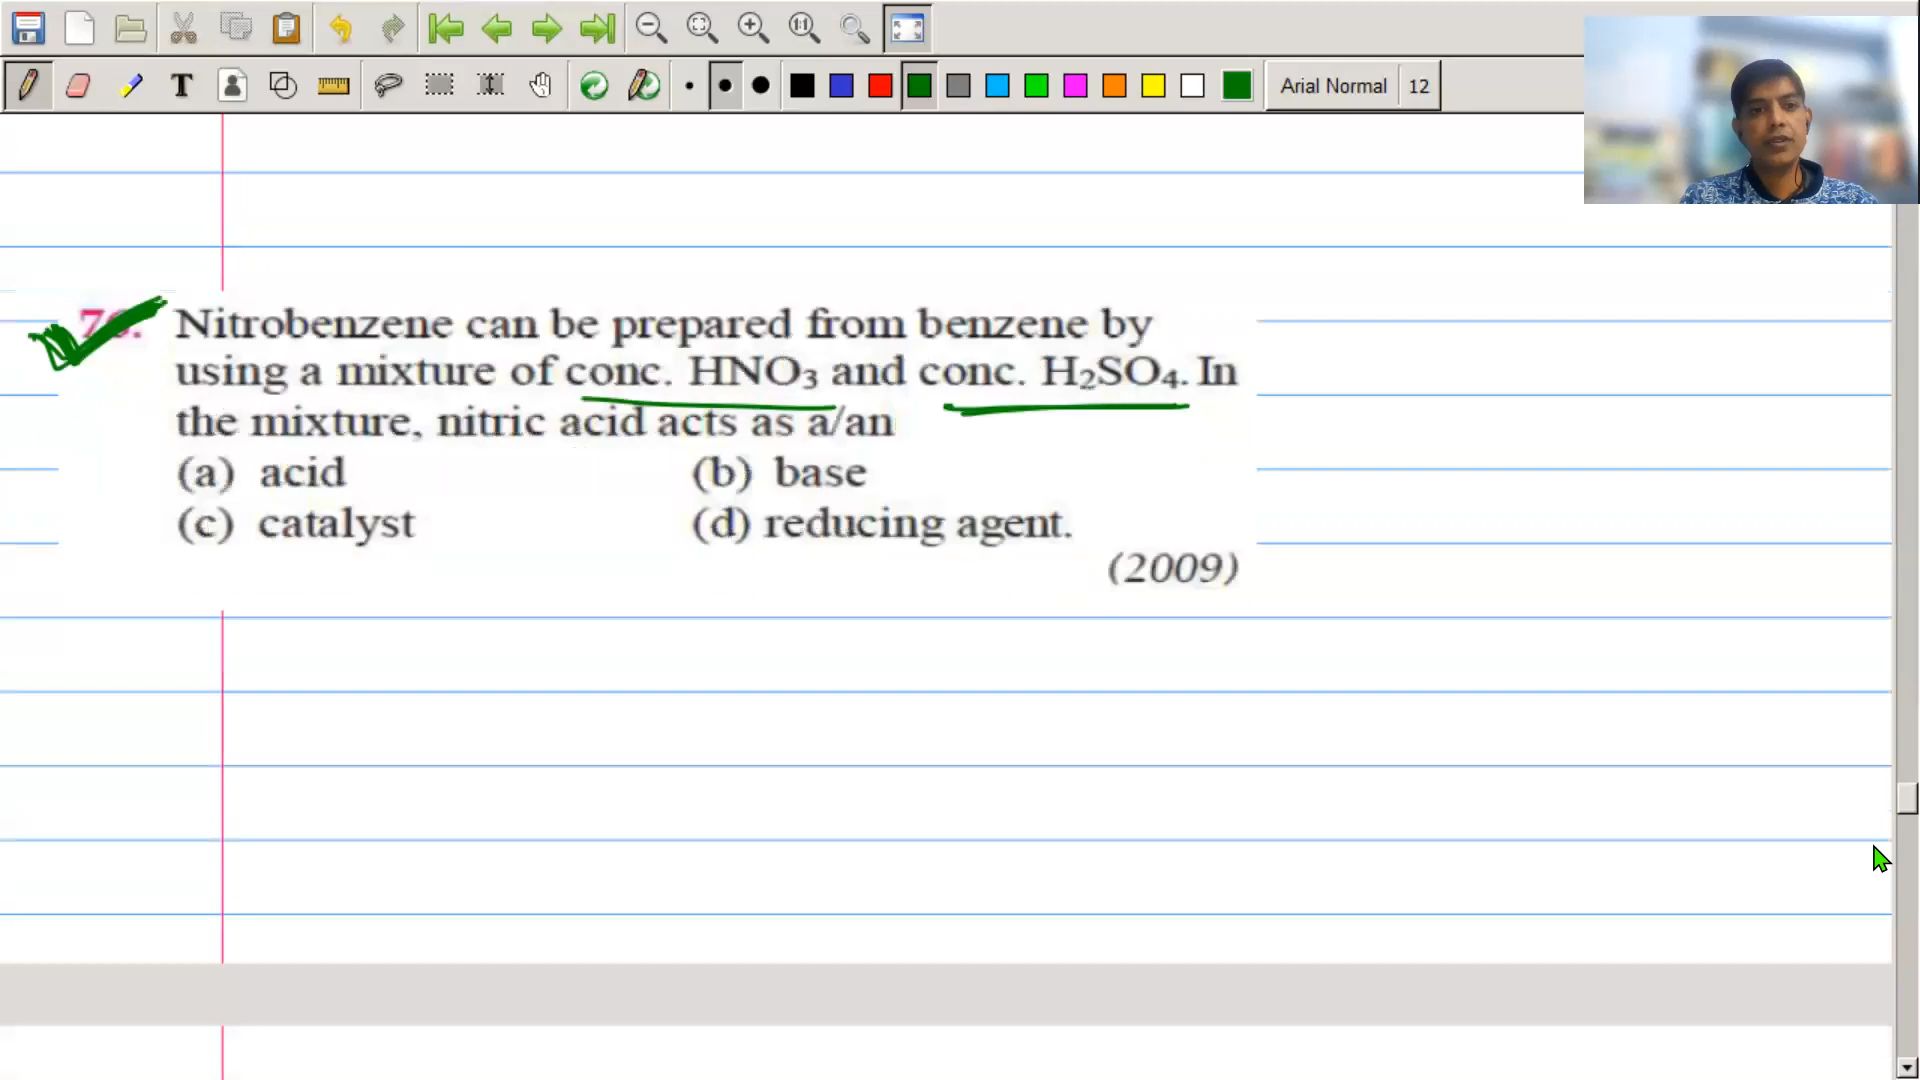 Arial Normal 12
Nitrobenzene can be prepared from benzene by
using a mixture of conc. HNO₃ and conc. H₂SO₄. In
the mixture, nitric acid acts as a/an
(a) acid (b) base
(c) catalyst (d) reducing agent.
(2009)